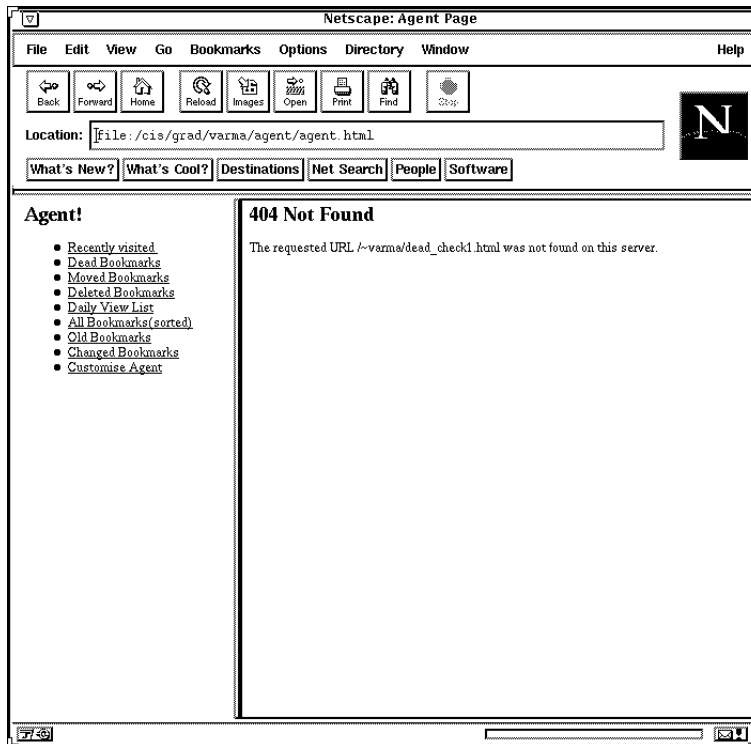 Netscape: Agent Page
File Edit View Go Bookmarks Options Directory Window Help
Back Forward Home Reload Images Open Print Find Stop
N
Location: file:/cis/grad/varma/agent/agent.html
What's New? What's Cool? Destinations Net Search People Software
Agent!
Recently visited
Dead Bookmarks
Moved Bookmarks
Deleted Bookmarks
Daily View List
All Bookmarks(sorted)
Old Bookmarks
Changed Bookmarks
Customise Agent
404 Not Found
The requested URL /~varma/dead_check1.html was not found on this server.